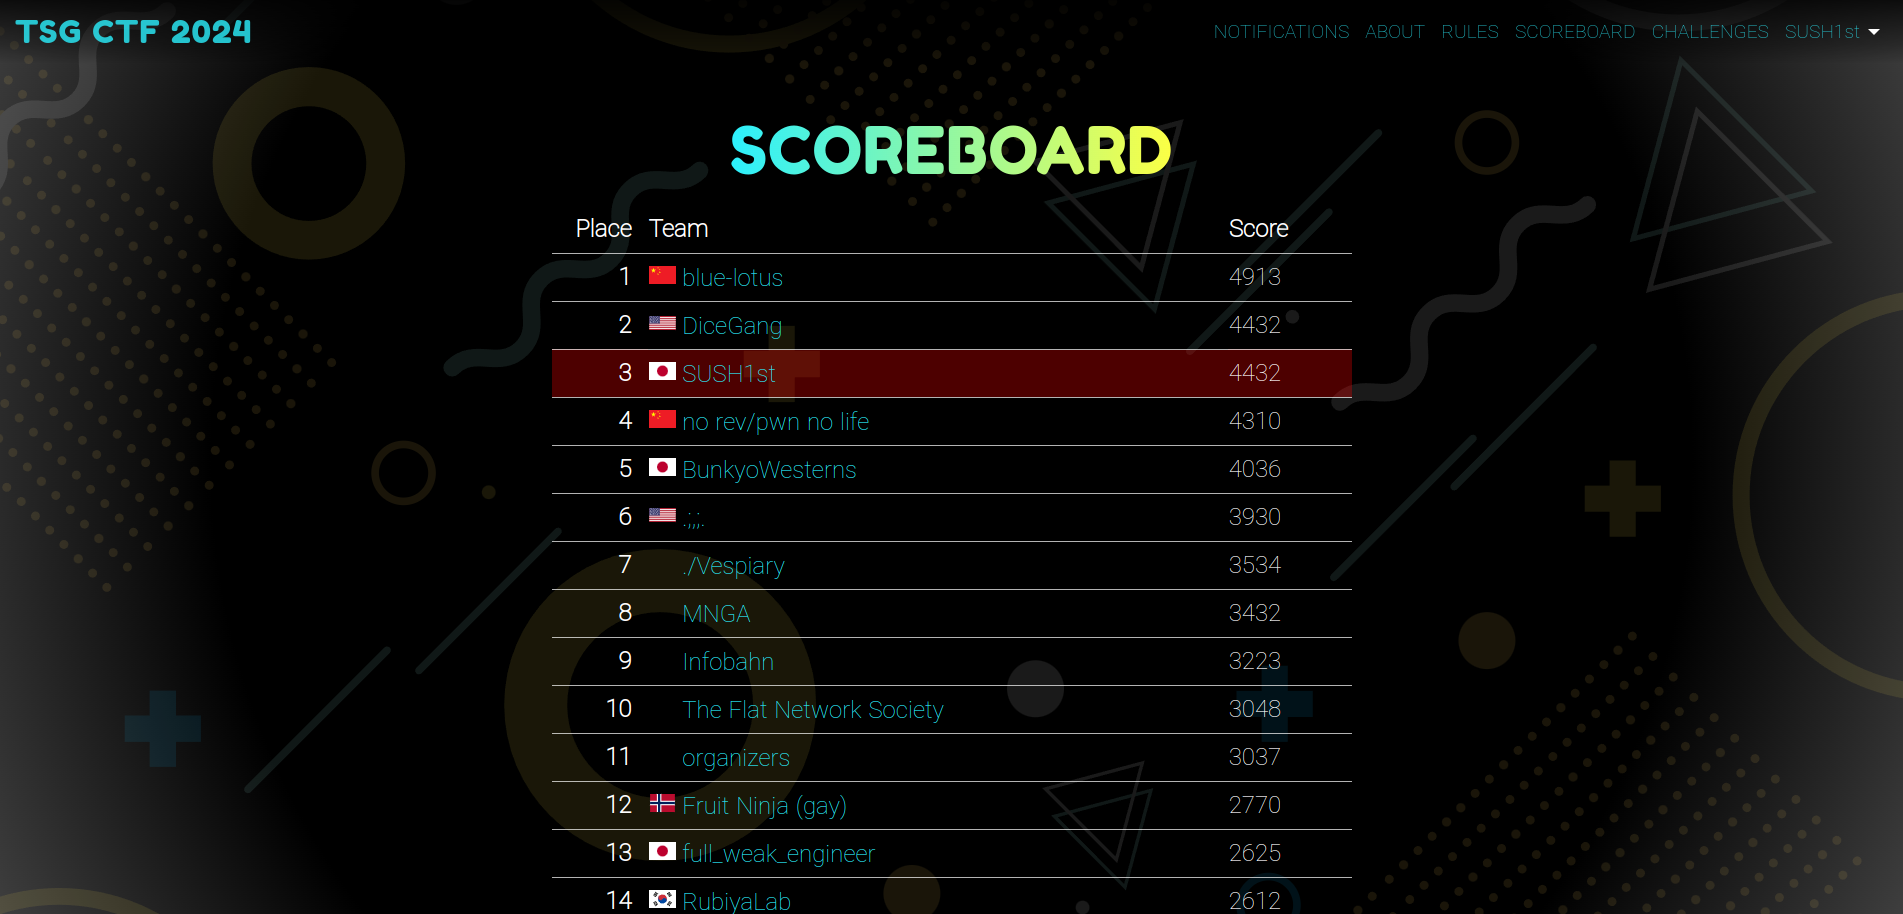 TSG CTF 2024
NOTIFICATIONS ABOUT RULES SCOREBOARD CHALLENGES SUSH1st
SCOREBOARD
Place Team Score
1 blue-lotus 4913
2 DiceGang 4432
3 SUSH1st 4432
4 no rev/pwn no life 4310
5 BunkyoWesterns 4036
6 .;,;. 3930
7 ./Vespiary 3534
8 MNGA 3432
9 Infobahn 3223
10 The Flat Network Society 3048
11 organizers 3037
12 Fruit Ninja (gay) 2770
13 full_weak_engineer 2625
14 RubiyaLab 2612